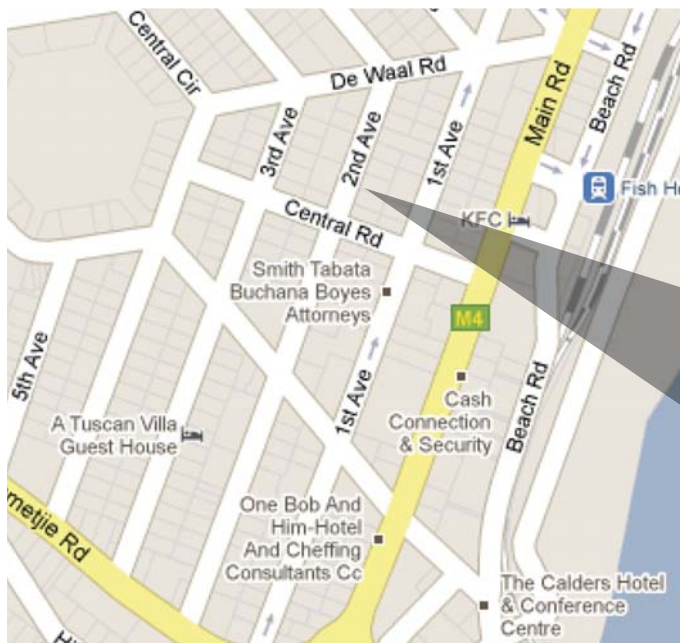 Central Cir
De Waal Rd
Main Rd
Beach Rd
3rd Ave
2nd Ave
1st Ave
Fish
KFC
Central Rd
Smith Tabata
Buchana Boyes
Attorneys
M4
5th Ave
1st Ave
Cash
Connection
& Security
Beach Rd
A Tuscan Villa
Guest House
metjie Rd
One Bob And
Him-Hotel
And Cheffing
Consultants Cc
The Calders Hotel
& Conference
Centre